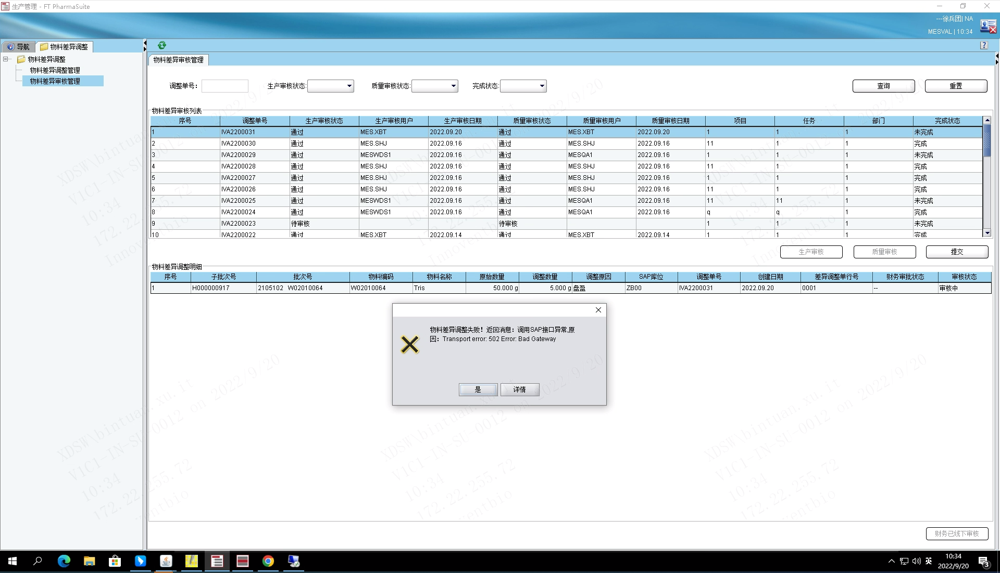 生产管理 - FT PharmaSuite
---徐兵团| NA
MESVAL | 10:34
导航
物料差异调整
物料差异调整
物料差异调整管理
物料差异审核管理
?
物料差异审核管理
调整单号：
生产审核状态:
质量审核状态:
完成状态:
查询
重置
物料差异审核列表
序号 调整单号 生产审核状态 生产审核用户 生产审核日期 质量审核状态 质量审核用户 质量审核日期 项目 任务 部门 完成状态
1 IVA2200031 通过 MES.XBT 2022.09.20 通过 MES.XBT 2022.09.20 1 1 1 未完成
2 IVA2200030 通过 MES.SHJ 2022.09.16 通过 MES.SHJ 2022.09.16 11 1 1 完成
3 IVA2200029 通过 MESWDS1 2022.09.16 通过 MESQA1 2022.09.16 1 1 1 未完成
4 IVA2200028 通过 MES.SHJ 2022.09.16 通过 MES.SHJ 2022.09.16 11 1 1 完成
5 IVA2200027 通过 MES.SHJ 2022.09.16 通过 MES.SHJ 2022.09.16 1 1 1 完成
6 IVA2200026 通过 MES.SHJ 2022.09.16 通过 MES.SHJ 2022.09.16 11 1 1 完成
7 IVA2200025 通过 MESWDS1 2022.09.16 通过 MESQA1 2022.09.16 11 11 1 未完成
8 IVA2200024 通过 MESWDS1 2022.09.16 通过 MESQA1 2022.09.16 q q 1 完成
9 IVA2200023 待审核 待审核 1 1 1 未完成
10 IVA2200022 通过 MES.XBT 2022.09.14 通过 MES.XBT 2022.09.14 1 1 1 完成
生产审核
质量审核
提交
物料差异调整明细
序号 子批次号 批次号 物料编码 物料名称 原始数量 调整数量 调整原因 SAP库位 调整单号 创建日期 差异调整单行号 财务审批状态 审核状态
1 H000000917 2105102 W02010064 W02010064 Tris 50.000 g 5.000 g 盘盈 ZB00 IVA2200031 2022.09.20 0001 -- 审核中
物料差异调整失败！返回消息：调用SAP接口异常,原
因：Transport error: 502 Error: Bad Gateway
是
详情
财务已线下审核
XDSW\bintuan.xu.it
V1C1-IN-SU-0012 on 2022/9/20
10:34
172.22.255.72
Innoventbio
英
10:34
2022/9/20
3